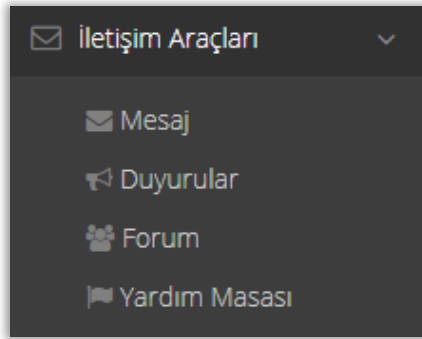 İletişim Araçları
Mesaj
Duyurular
Forum
Yardım Masası